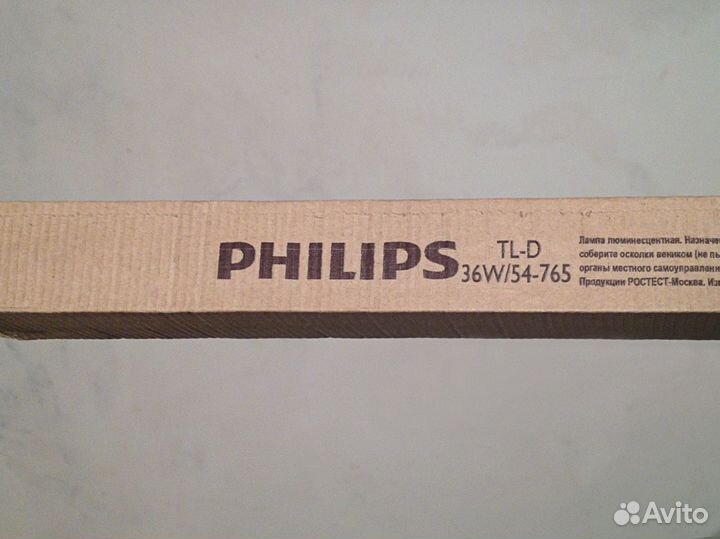 PHILIPS
TL-D
36W/54-765
Лампа люминесцентная. Назначе
соберите осколки веником (не пы
органы местного самоуправлени
Продукции РОСТЕСТ-Москва. Изг
Avito